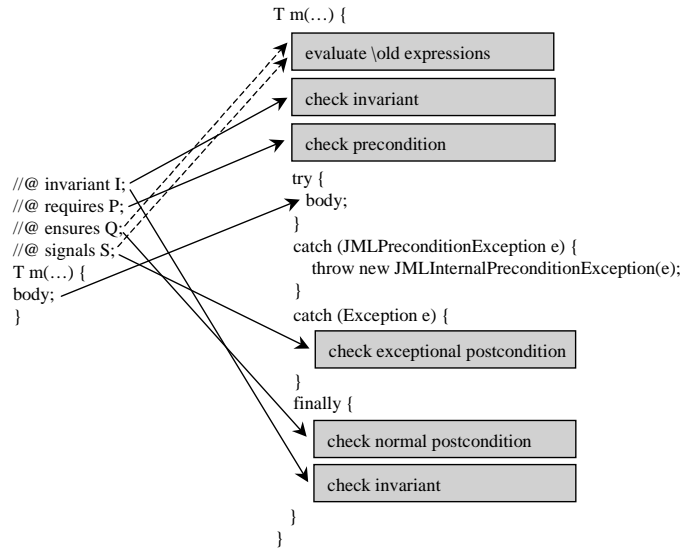 T m(…) {
evaluate \old expressions
check invariant
check precondition
//@ invariant I;
//@ requires P;
//@ ensures Q;
//@ signals S;
T m(…) {
body;
}
try {
body;
}
catch (JMLPreconditionException e) {
throw new JMLInternalPreconditionException(e);
}
catch (Exception e) {
check exceptional postcondition
}
finally {
check normal postcondition
check invariant
}
}